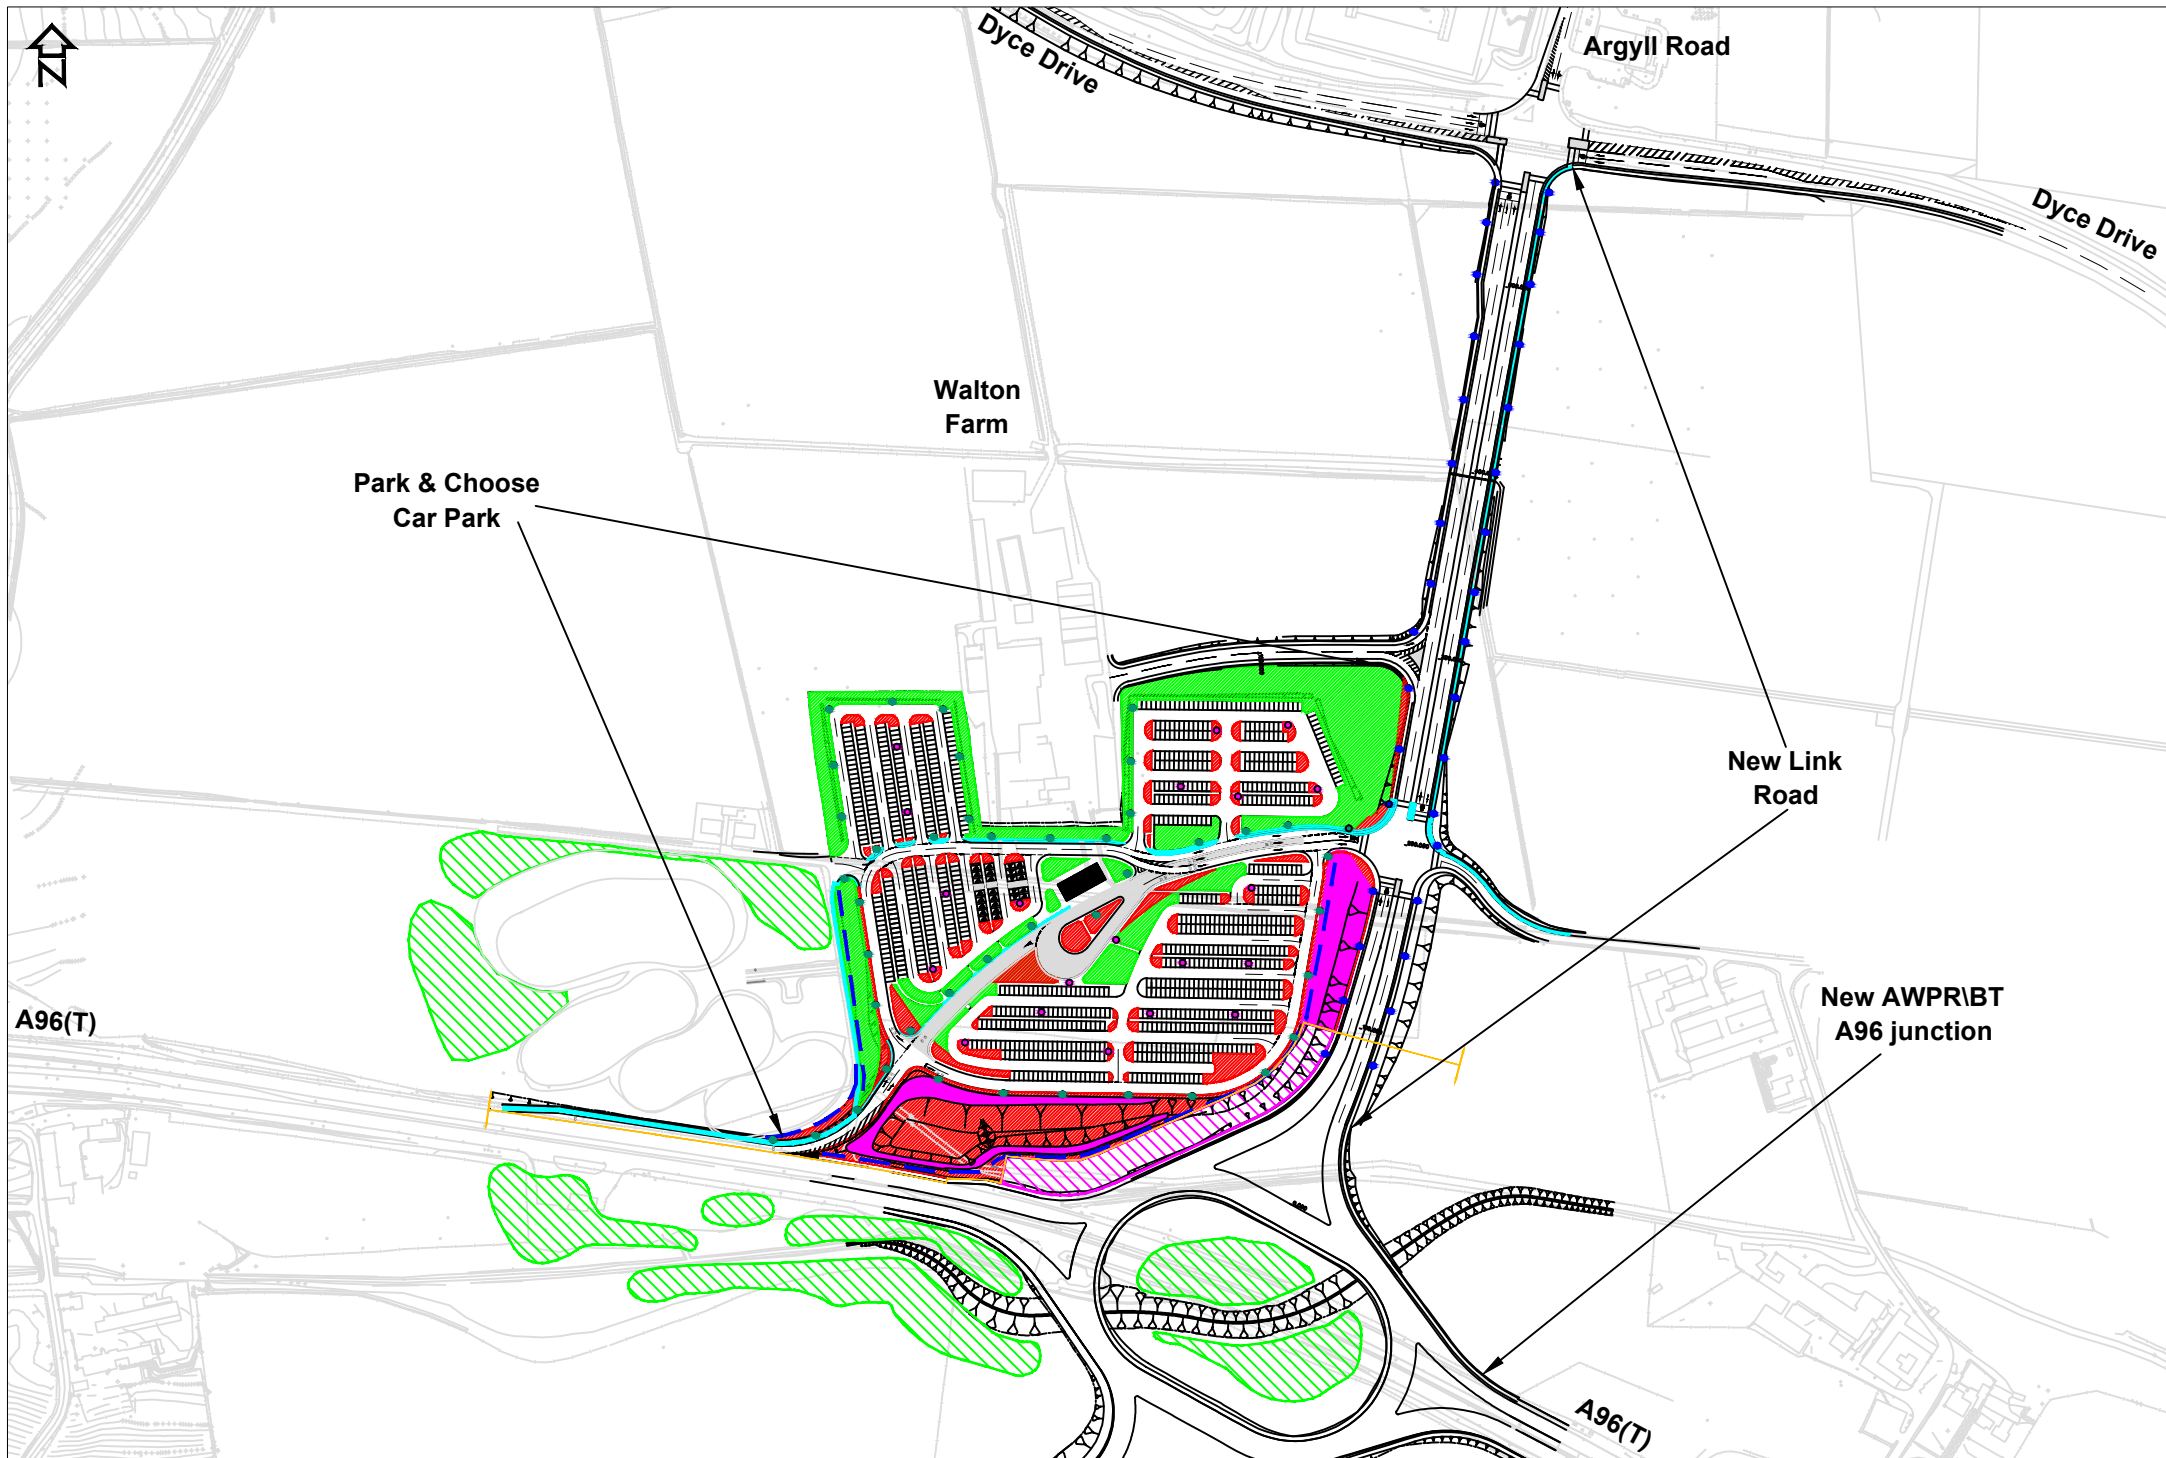 N
Dyce Drive
Argyll Road
Dyce Drive
Walton
Farm
Park & Choose
Car Park
New Link
Road
New AWPR\BT
A96 junction
A96(T)
A96(T)